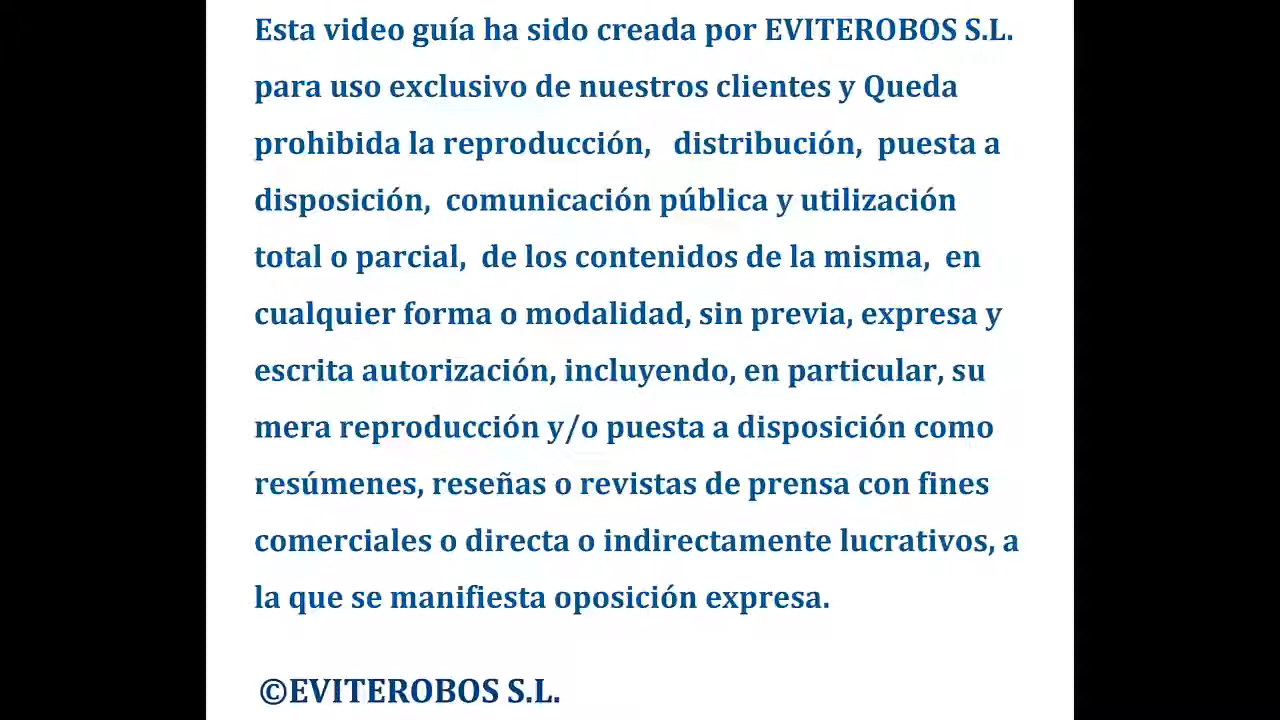 Esta video guía ha sido creada por EVITEROBOS S.L.
para uso exclusivo de nuestros clientes y Queda
prohibida la reproducción, distribución, puesta a
disposición, comunicación pública y utilización
total o parcial, de los contenidos de la misma, en
cualquier forma o modalidad, sin previa, expresa y
escrita autorización, incluyendo, en particular, su
mera reproducción y/o puesta a disposición como
resúmenes, reseñas o revistas de prensa con fines
comerciales o directa o indirectamente lucrativos, a
la que se manifiesta oposición expresa.
©EVITEROBOS S.L.